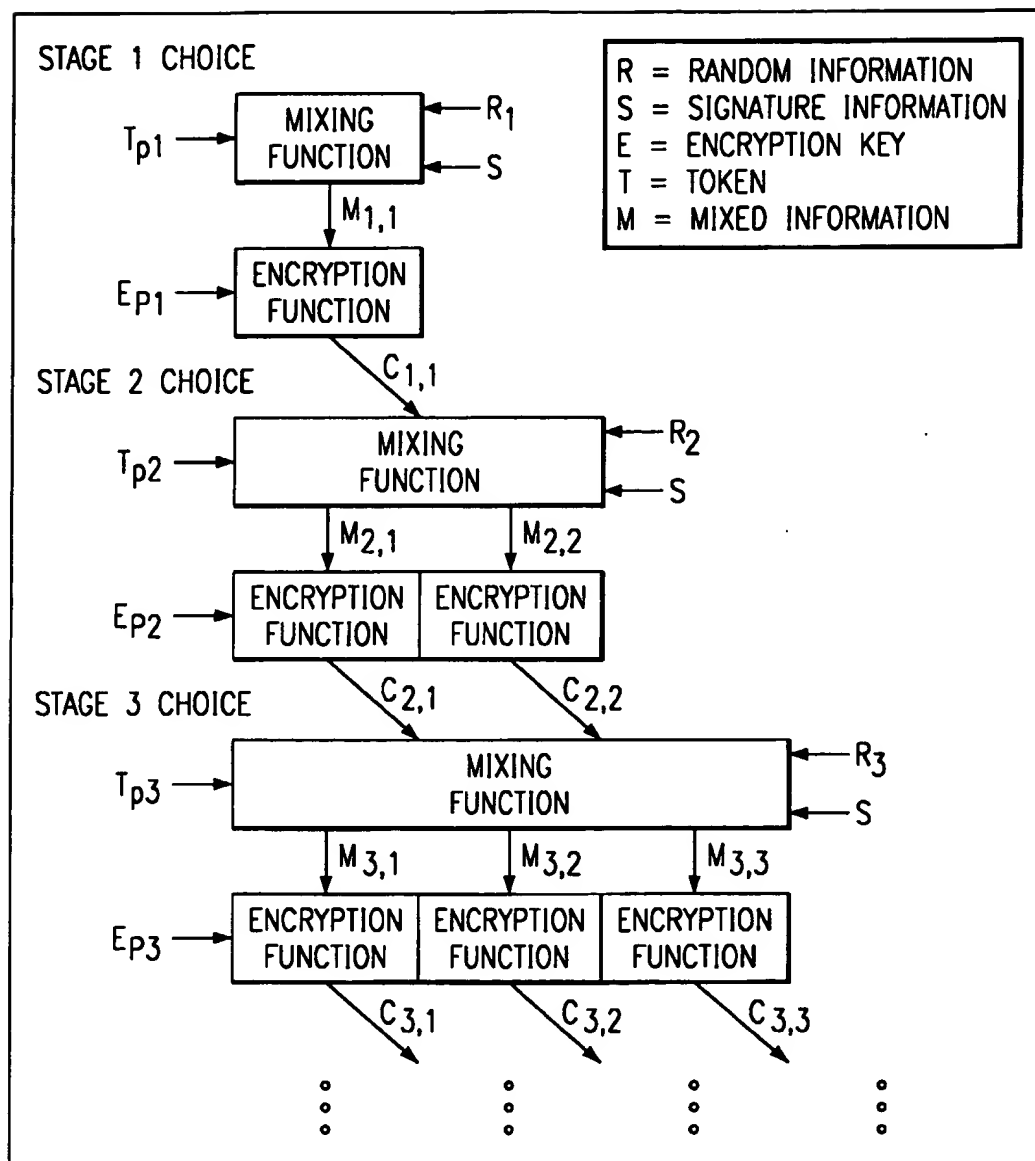 STAGE 1 CHOICE
R = RANDOM INFORMATION
S = SIGNATURE INFORMATION
E = ENCRYPTION KEY
T = TOKEN
M = MIXED INFORMATION
Tp1
MIXING
FUNCTION
R1
S
M1,1
EP1
ENCRYPTION
FUNCTION
C1,1
STAGE 2 CHOICE
Tp2
MIXING
FUNCTION
R2
S
M2,1
M2,2
EP2
ENCRYPTION
FUNCTION
ENCRYPTION
FUNCTION
C2,1
C2,2
STAGE 3 CHOICE
Tp3
MIXING
FUNCTION
R3
S
M3,1
M3,2
M3,3
EP3
ENCRYPTION
FUNCTION
ENCRYPTION
FUNCTION
ENCRYPTION
FUNCTION
C3,1
C3,2
C3,3